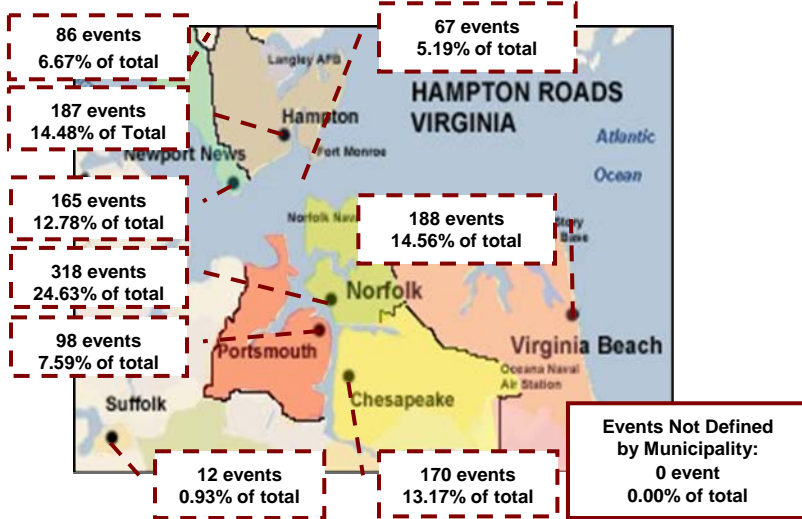 86 events
6.67% of total
67 events
5.19% of total
Langley AFB
187 events
14.48% of Total
HAMPTON ROADS
VIRGINIA
Hampton
Fort Monroe
Atlantic
Ocean
Newport News
165 events
12.78% of total
Norfolk Nava
188 events
14.56% of total
Story
Base
318 events
24.63% of total
Norfolk
98 events
7.59% of total
Portsmouth
Virginia Beach
Oceana Naval
Air Station
Chesapeake
Suffolk
Events Not Defined
by Municipality:
0 event
0.00% of total
12 events
0.93% of total
170 events
13.17% of total